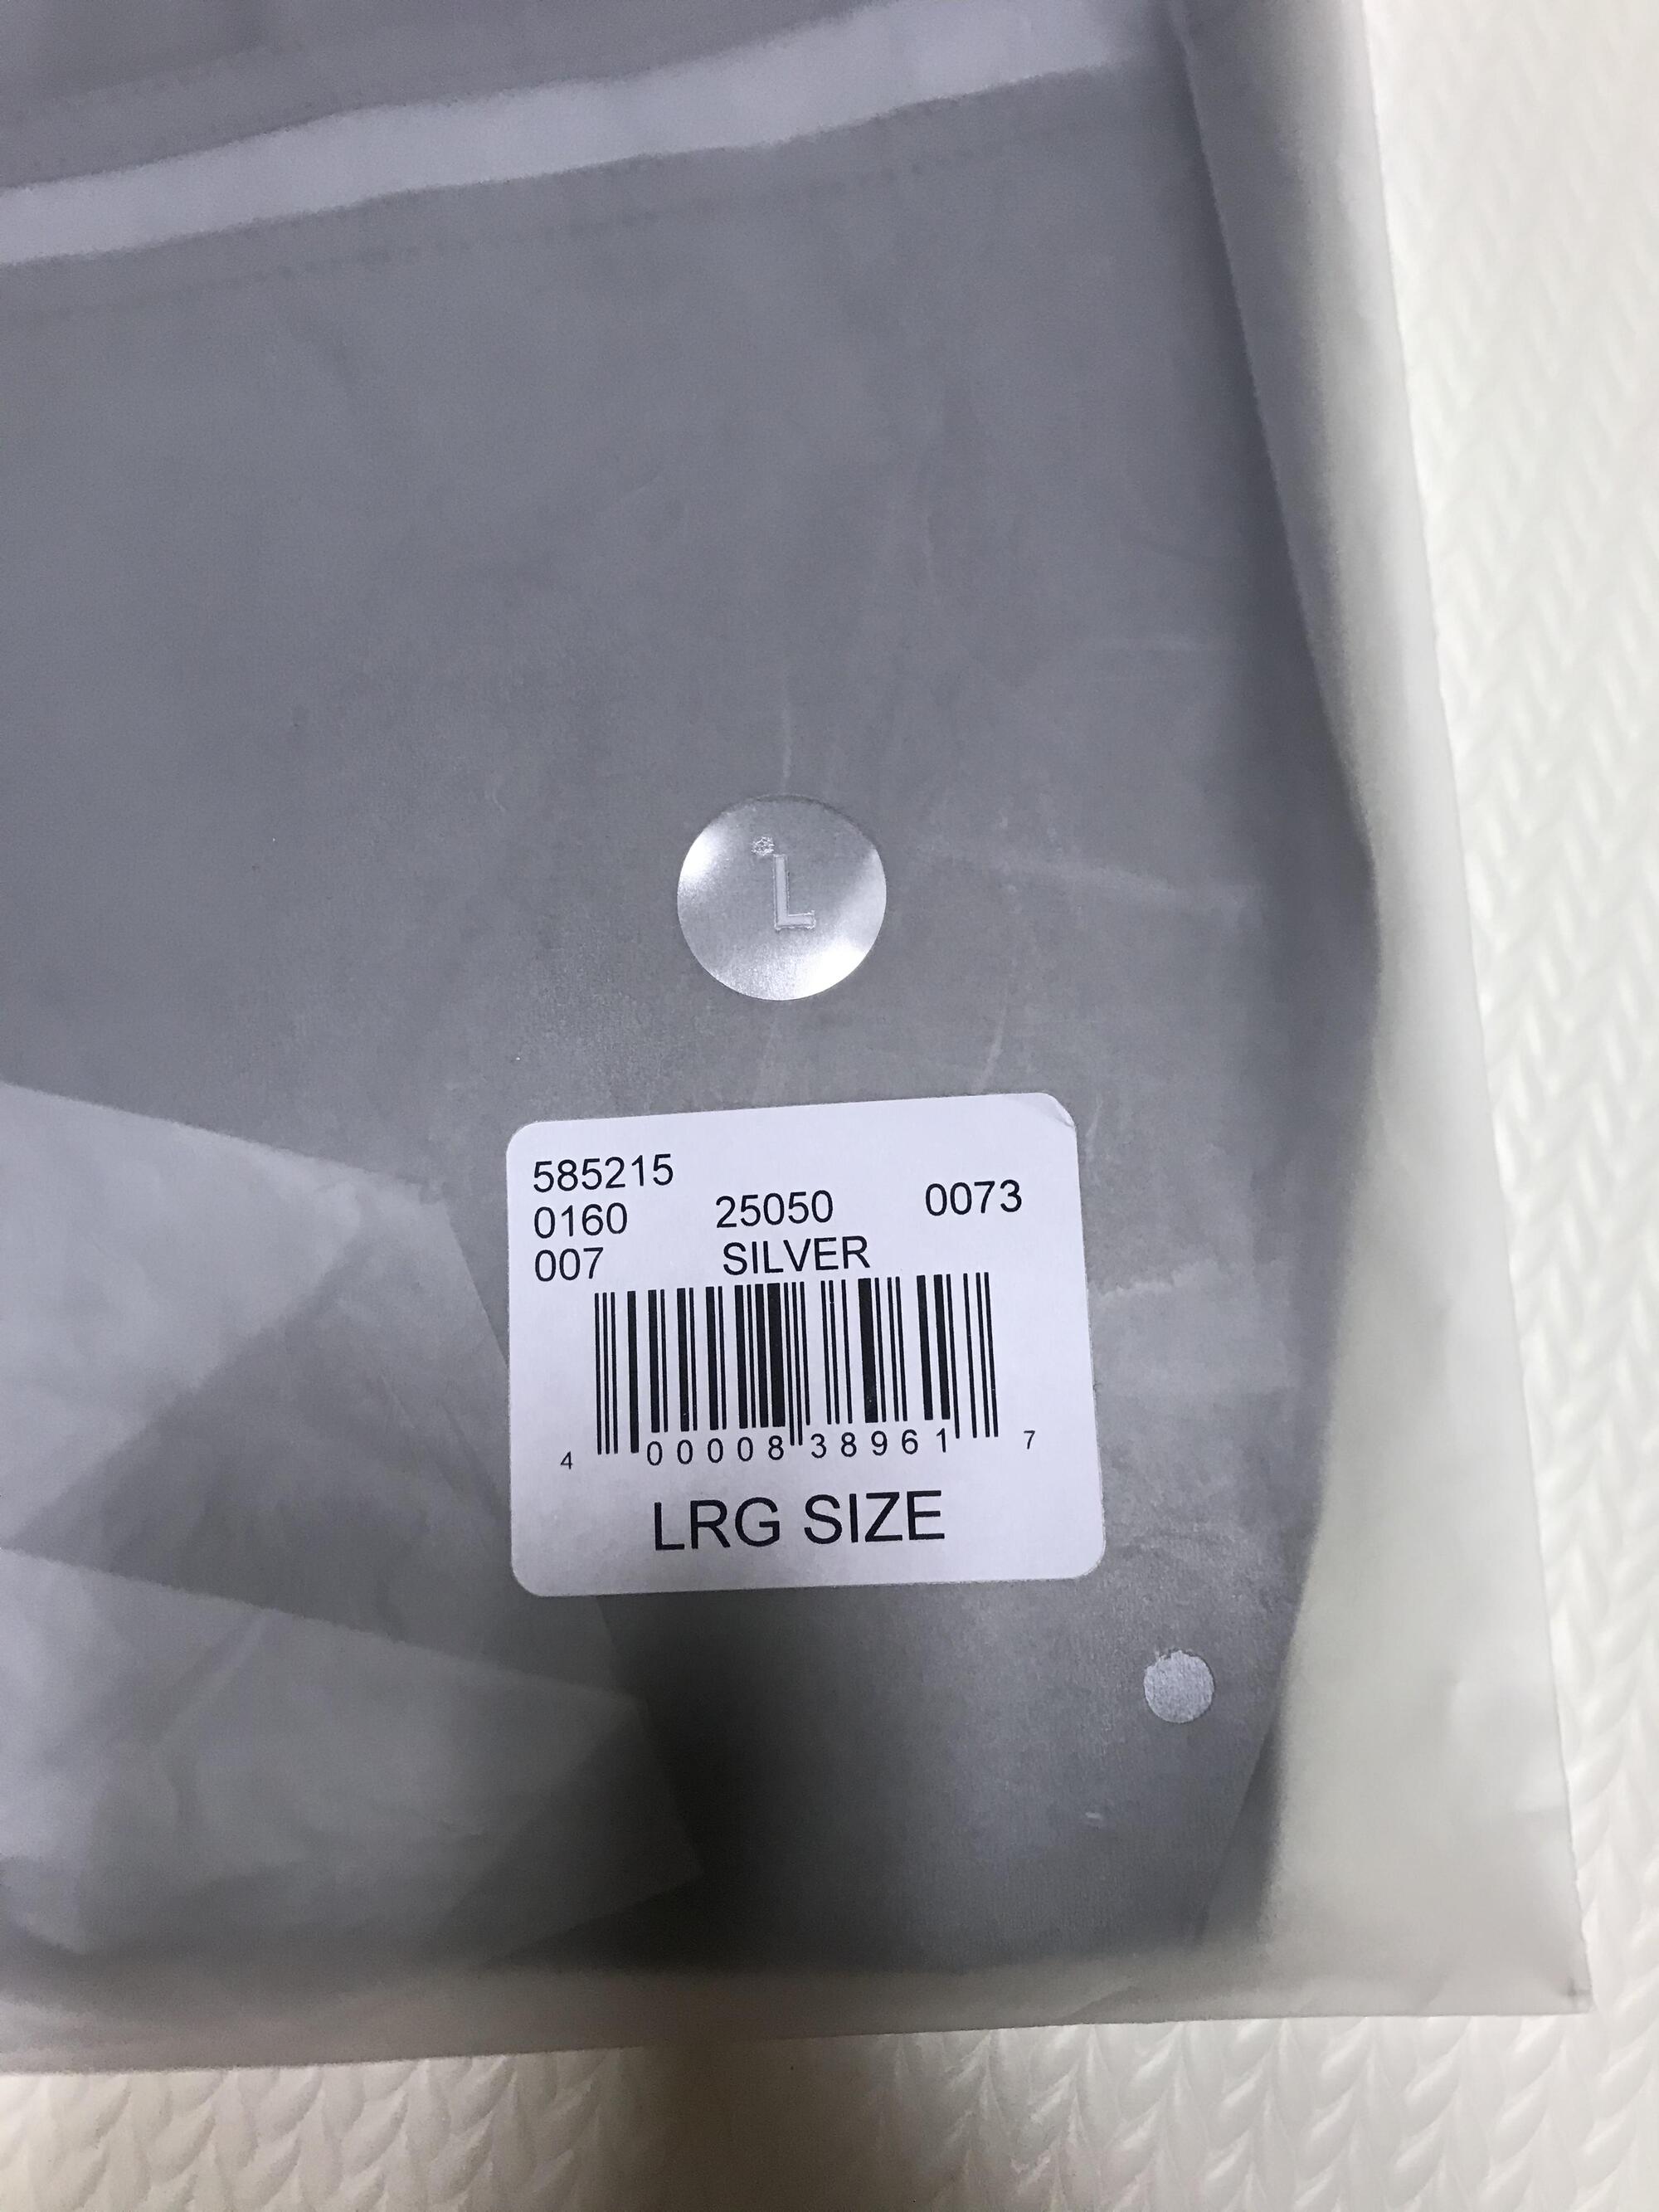 L
585215
0160 25050 0073
007 SILVER
4 00008 38961 7
LRG SIZE